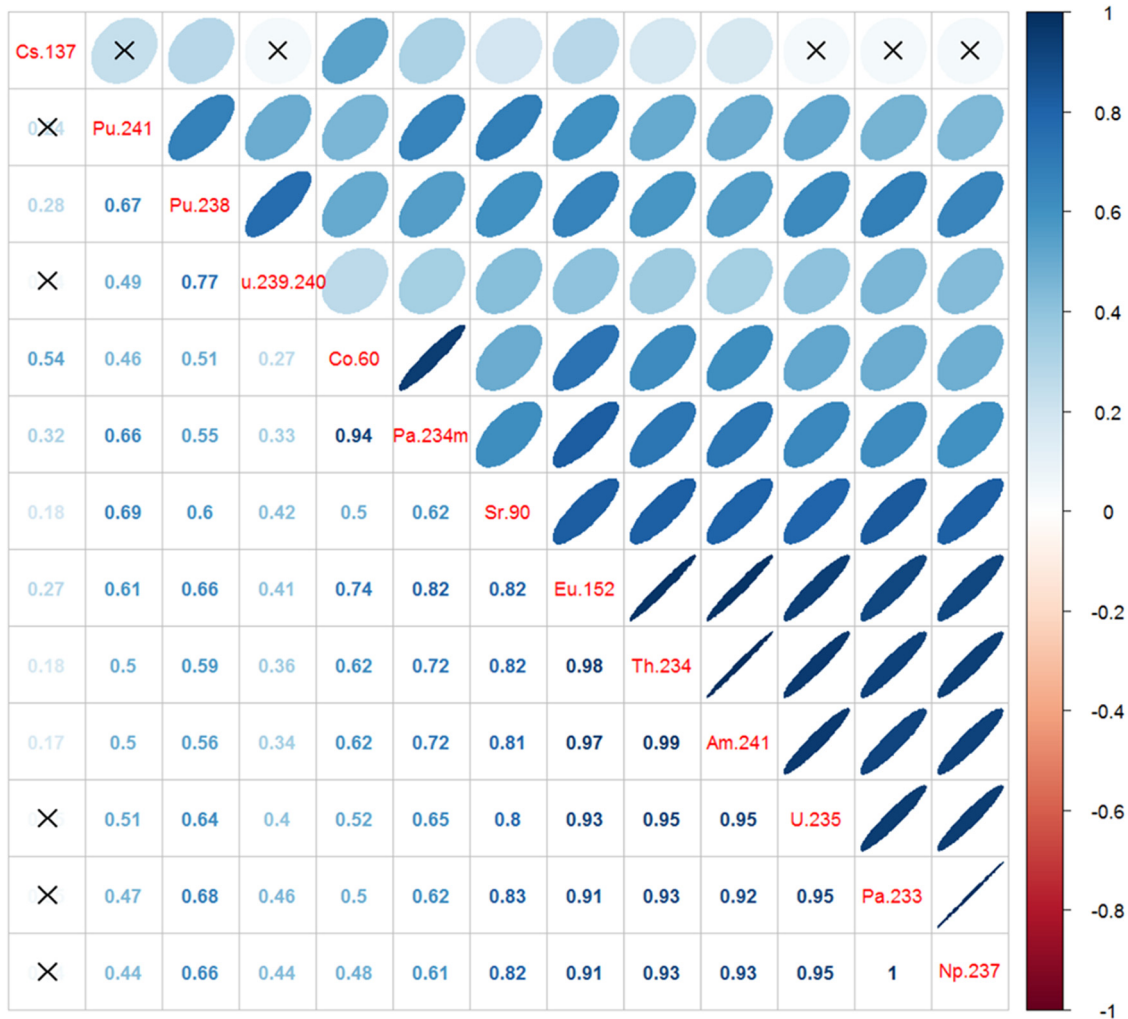 Cs.137
Pu.241
0.28 0.67 Pu.238
0.49 0.77 u.239.240
0.54 0.46 0.51 0.27 Co.60
0.32 0.66 0.55 0.33 0.94 Pa.234m
0.18 0.69 0.6 0.42 0.5 0.62 Sr.90
0.27 0.61 0.66 0.41 0.74 0.82 0.82 Eu.152
0.18 0.5 0.59 0.36 0.62 0.72 0.82 0.98 Th.234
0.17 0.5 0.56 0.34 0.62 0.72 0.81 0.97 0.99 Am.241
0.51 0.64 0.4 0.52 0.65 0.8 0.93 0.95 0.95 U.235
0.47 0.68 0.46 0.5 0.62 0.83 0.91 0.93 0.92 0.95 Pa.233
0.44 0.66 0.44 0.48 0.61 0.82 0.91 0.93 0.93 0.95 1 Np.237
1
0.8
0.6
0.4
0.2
0
-0.2
-0.4
-0.6
-0.8
-1